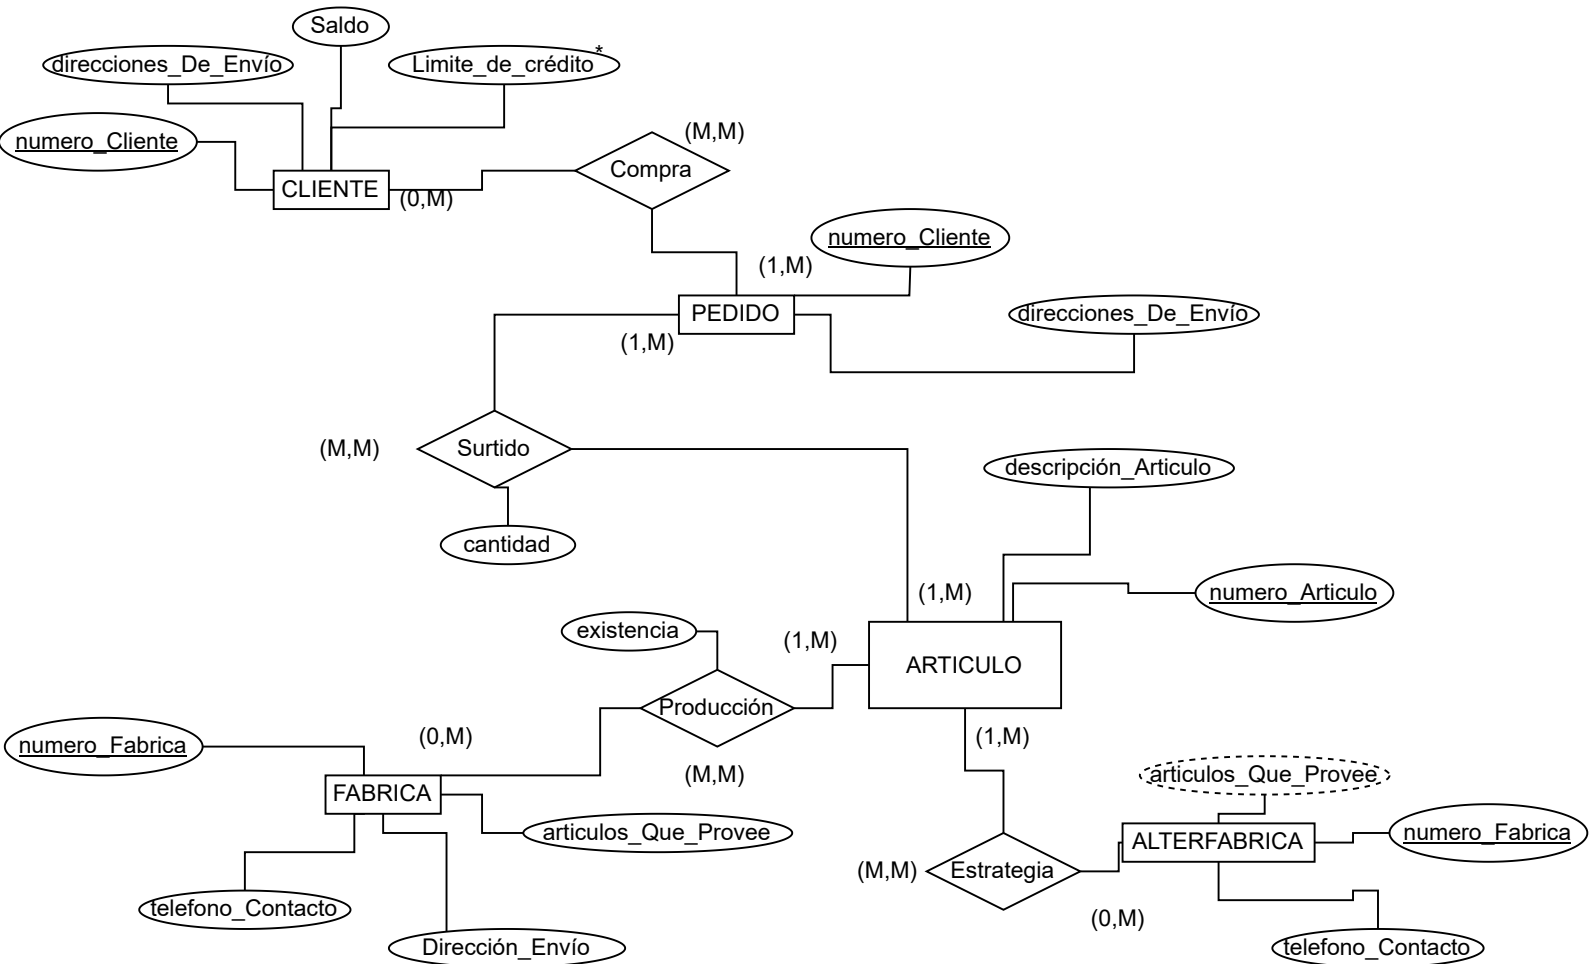 Saldo
direcciones_De_Envío
Limite_de_crédito
*
numero_Cliente
(M,M)
Compra
CLIENTE
(0,M)
numero_Cliente
(1,M)
PEDIDO
direcciones_De_Envío
(1,M)
(M,M)
Surtido
descripción_Articulo
cantidad
(1,M)
numero_Articulo
existencia
(1,M)
ARTICULO
Producción
numero_Fabrica
(0,M)
(1,M)
(M,M)
articulos_Que_Provee
FABRICA
articulos_Que_Provee
ALTERFABRICA
numero_Fabrica
(M,M)
Estrategia
telefono_Contacto
(0,M)
Dirección_Envío
telefono_Contacto